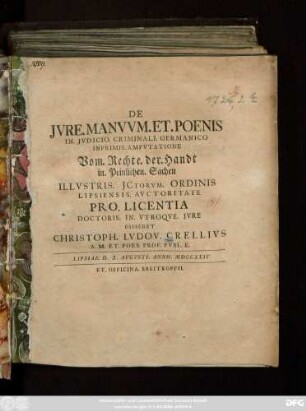 DE
JVRE.MANVVM.ET.POENIS
IN. JVDICIO. CRIMINALI. GERMANICO
INPRIMIS. AMPVTATIONE
Vom. Rechte. der. Handt
in. Peinlichen. Sachen
ILLVSTRIS. JCTORVM. ORDINIS
LIPSIENSIS. AVCTORITATE
PRO. LICENTIA
DOCTORIS. IN. VTROQVE. JVRE
DISSERET
CHRISTOPH. LVDOV. CRELLIVS
A. M. ET. POES. PROF. PVBL. E.
LIPSIAE. D. AVGVSTI. ANNO. MDCCXXIV
EX. OFFICINA. BREITKOPFII.